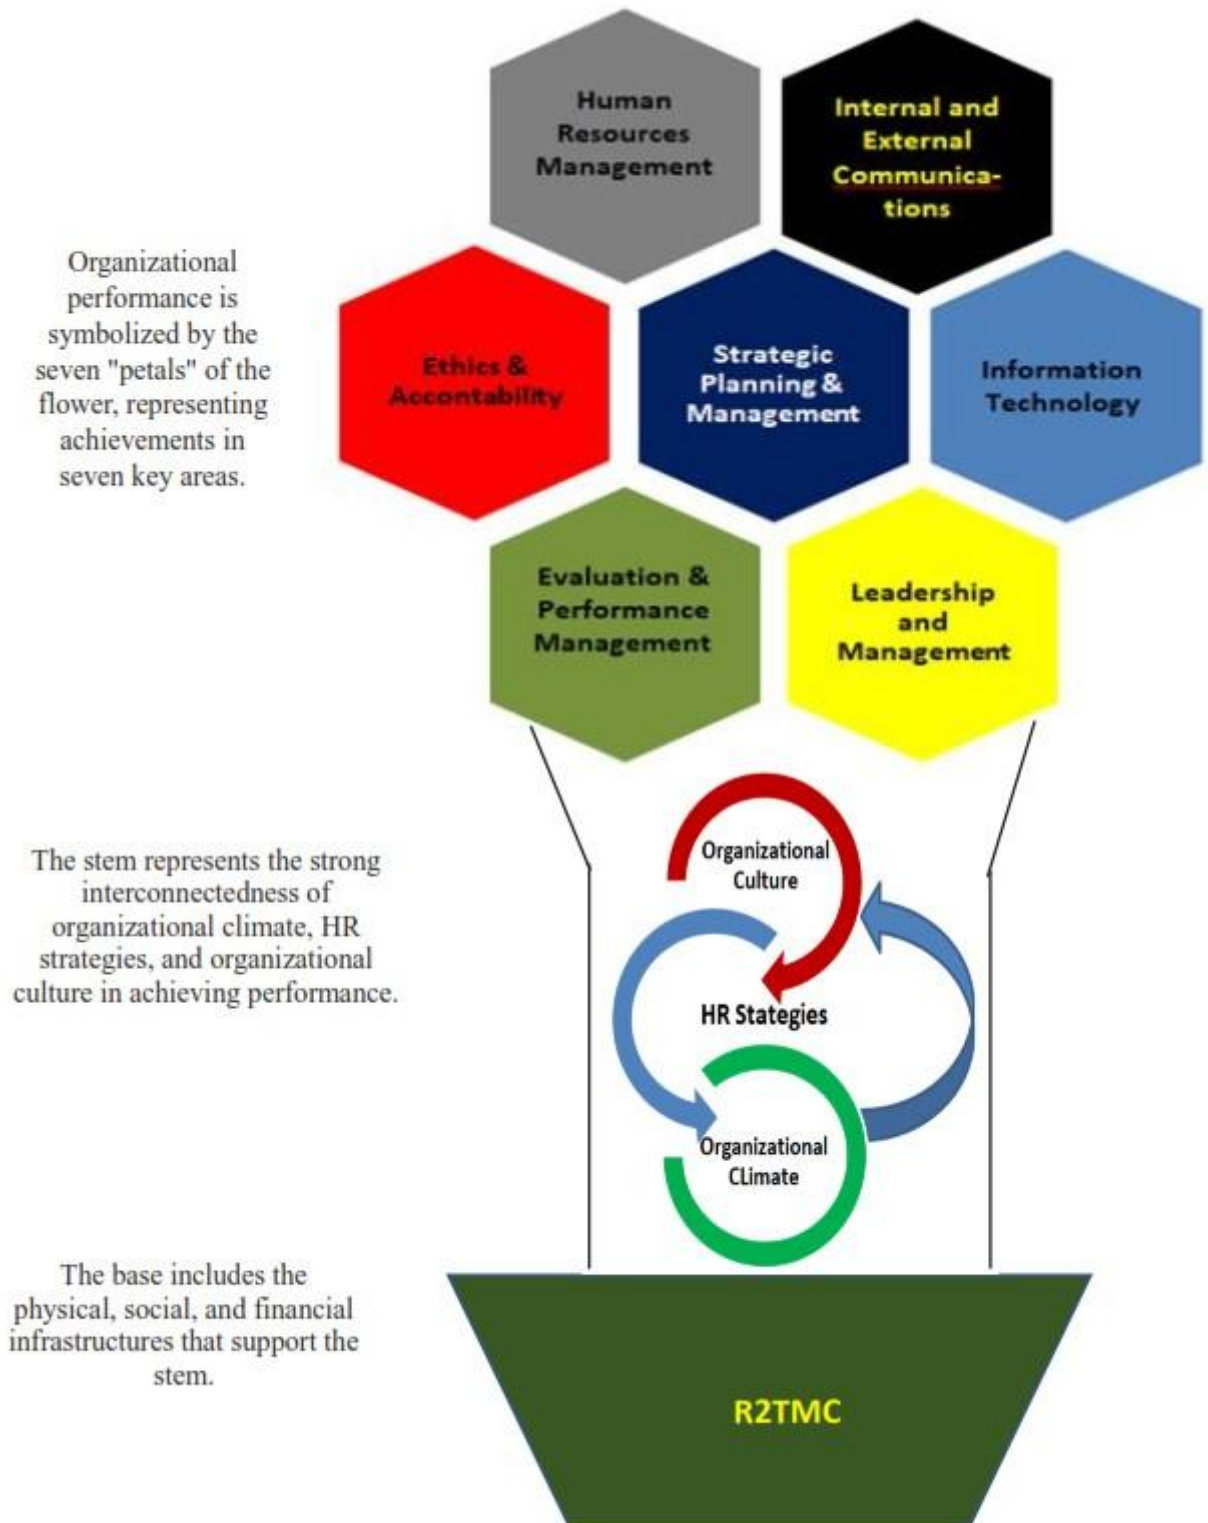 Human
Resources
Management
Internal and
External
Communica-
tions
Organizational
performance is
symbolized by the
seven "petals" of the
flower, representing
achievements in
seven key areas.
Ethics &
Accontability
Strategic
Planning &
Management
Information
Technology
Evaluation &
Performance
Management
Leadership
and
Management
The stem represents the strong
interconnectedness of
organizational climate, HR
strategies, and organizational
culture in achieving performance.
Organizational
Culture
HR Stategies
Organizational
CLimate
The base includes the
physical, social, and financial
infrastructures that support the
stem.
R2TMC